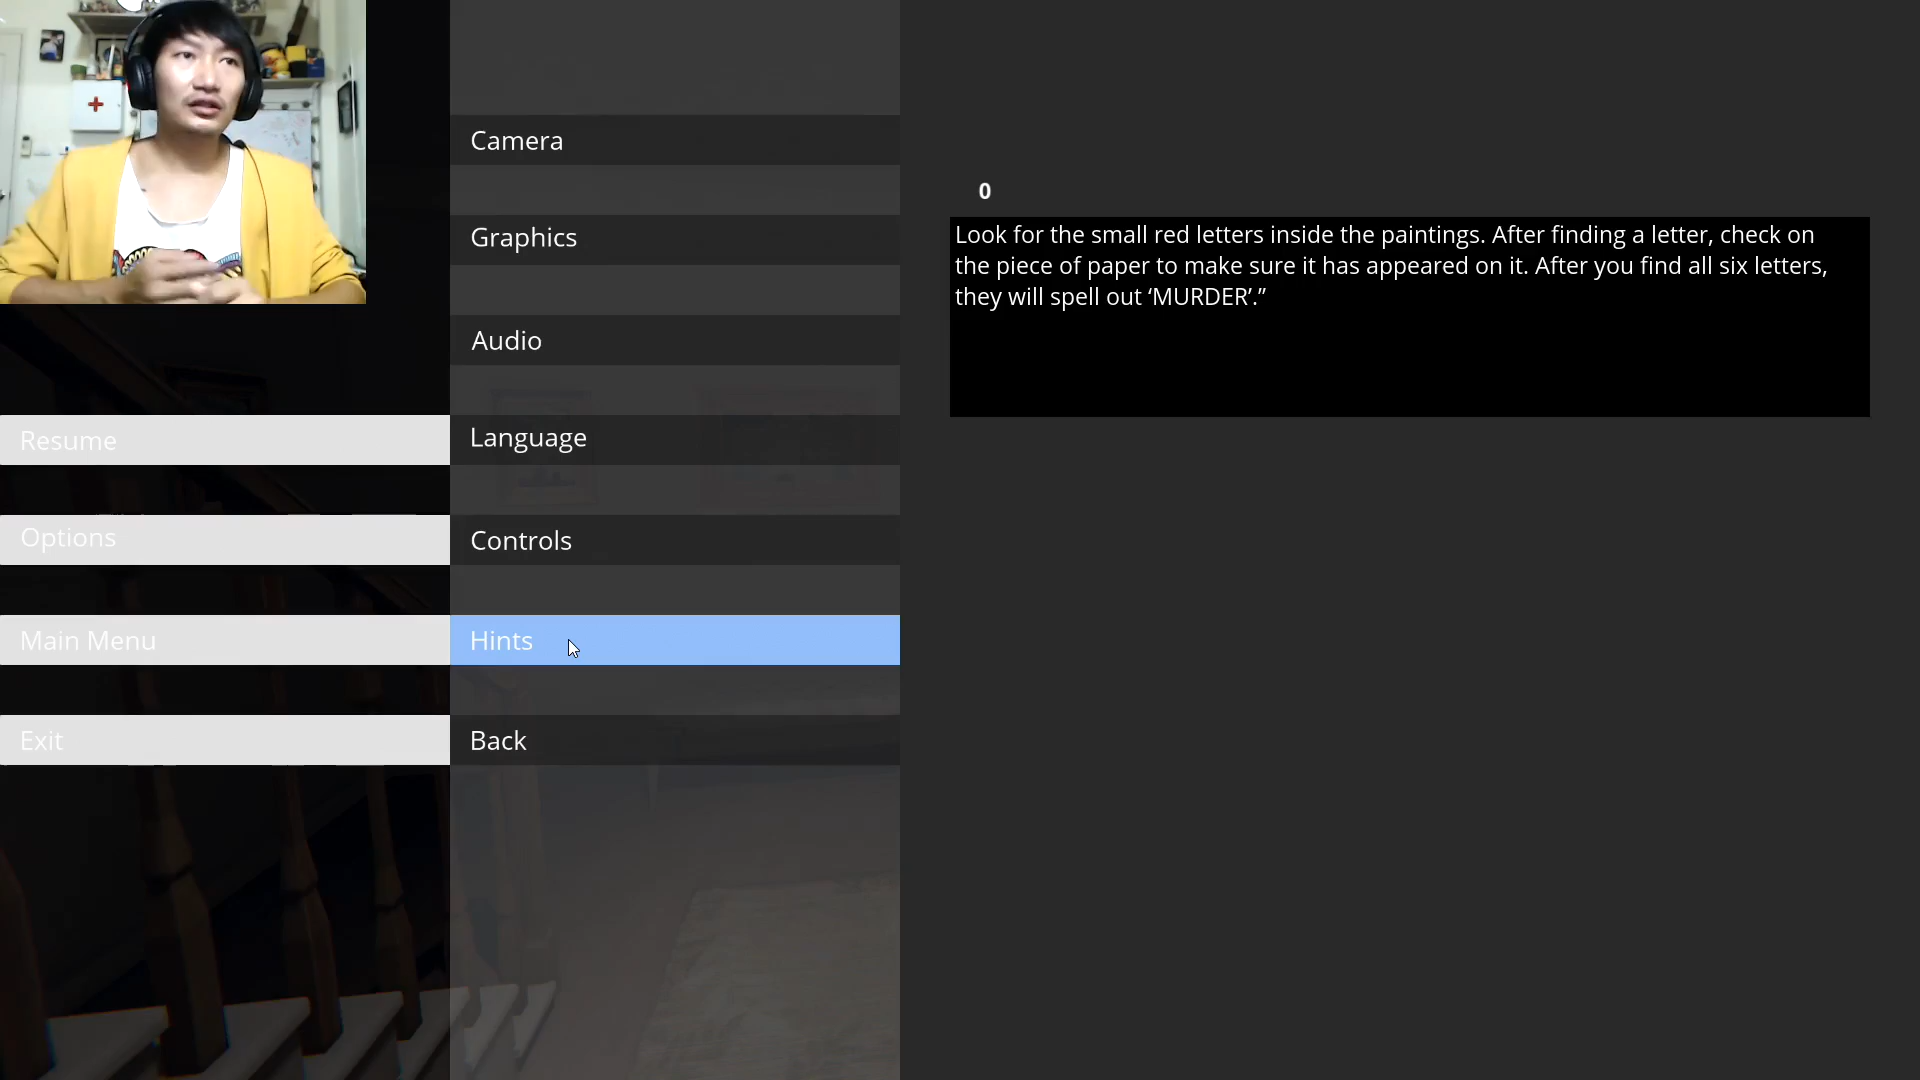 Camera
Graphics
Audio
Language
Controls
Hints
Back
Resume
Options
Main Menu
Exit
0
Look for the small red letters inside the paintings. After finding a letter, check on
the piece of paper to make sure it has appeared on it. After you find all six letters,
they will spell out ‘MURDER’.”